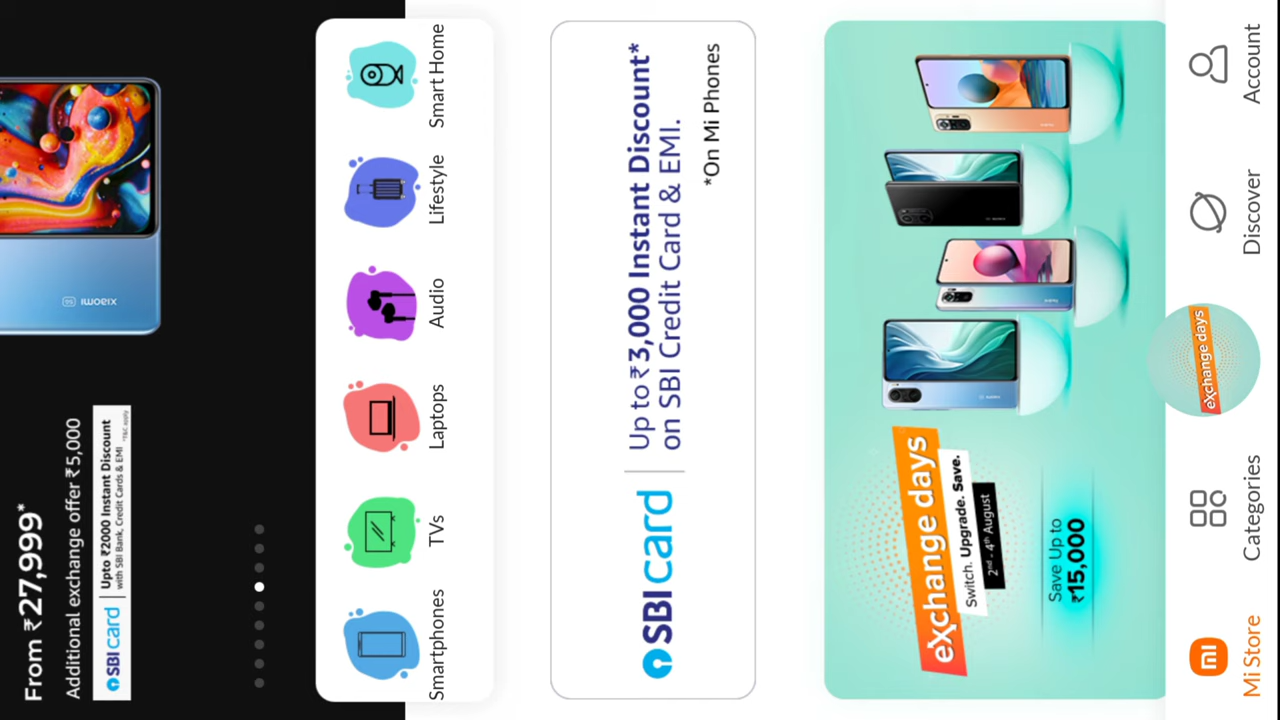 xiaomi 5G
From ₹27,999*
Additional exchange offer ₹5,000
SBI card
Upto ₹2000 Instant Discount
with SBI Bank, Credit Cards & EMI
*T&C apply
Smartphones
TVs
Laptops
Audio
Lifestyle
Smart Home
SBI card
Up to ₹3,000 Instant Discount*
on SBI Credit Card & EMI.
*On Mi Phones
exchange days
Switch. Upgrade. Save.
2nd - 4th August
Save Up to
₹15,000
Mi Store
Categories
exchange days
Discover
Account